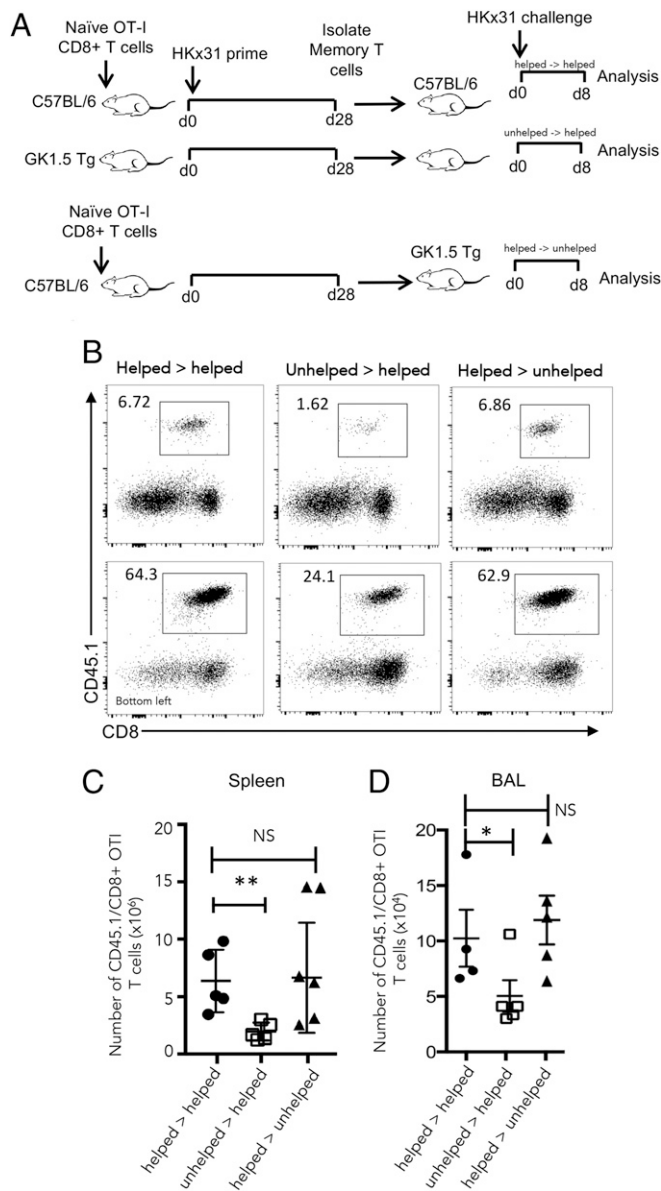 A
Naïve OT-I
CD8+ T cells
HKx31 prime
Isolate
Memory T
cells
HKx31 challenge
C57BL/6
d0
d28
C57BL/6
helped -> helped
d0
d8
Analysis
GK1.5 Tg
d0
d28
unhelped -> helped
d0
d8
Analysis
Naïve OT-I
CD8+ T cells
C57BL/6
d0
d28
GK1.5 Tg
helped -> unhelped
d0
d8
Analysis
B
Helped > helped
Unhelped > helped
Helped > unhelped
6.72
1.62
6.86
64.3
24.1
62.9
Bottom left
CD45.1
CD8
C
Spleen
NS
**
Number of CD45.1/CD8+ OTI
T cells (x10⁶)
20
15
10
5
0
helped > helped
unhelped > helped
helped > unhelped
D
BAL
NS
*
Number of CD45.1/CD8+ OTI
T cells (x10⁴)
20
15
10
5
0
helped > helped
unhelped > helped
helped > unhelped